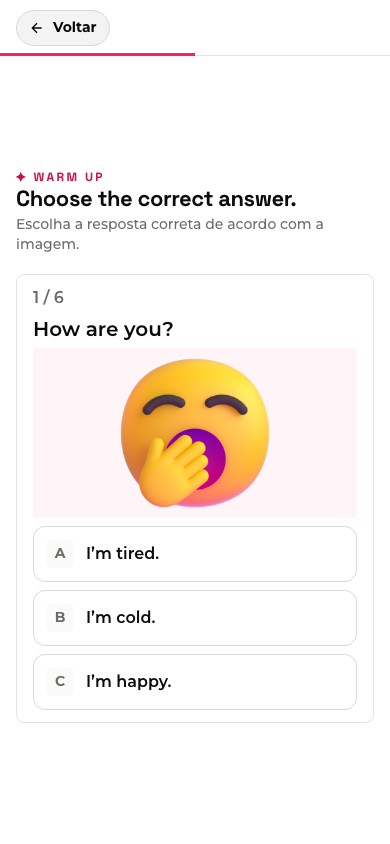 Voltar
WARM UP
Choose the correct answer.
Escolha a resposta correta de acordo com a
imagem.
1 / 6
How are you?
A I'm tired.
B I'm cold.
C I'm happy.